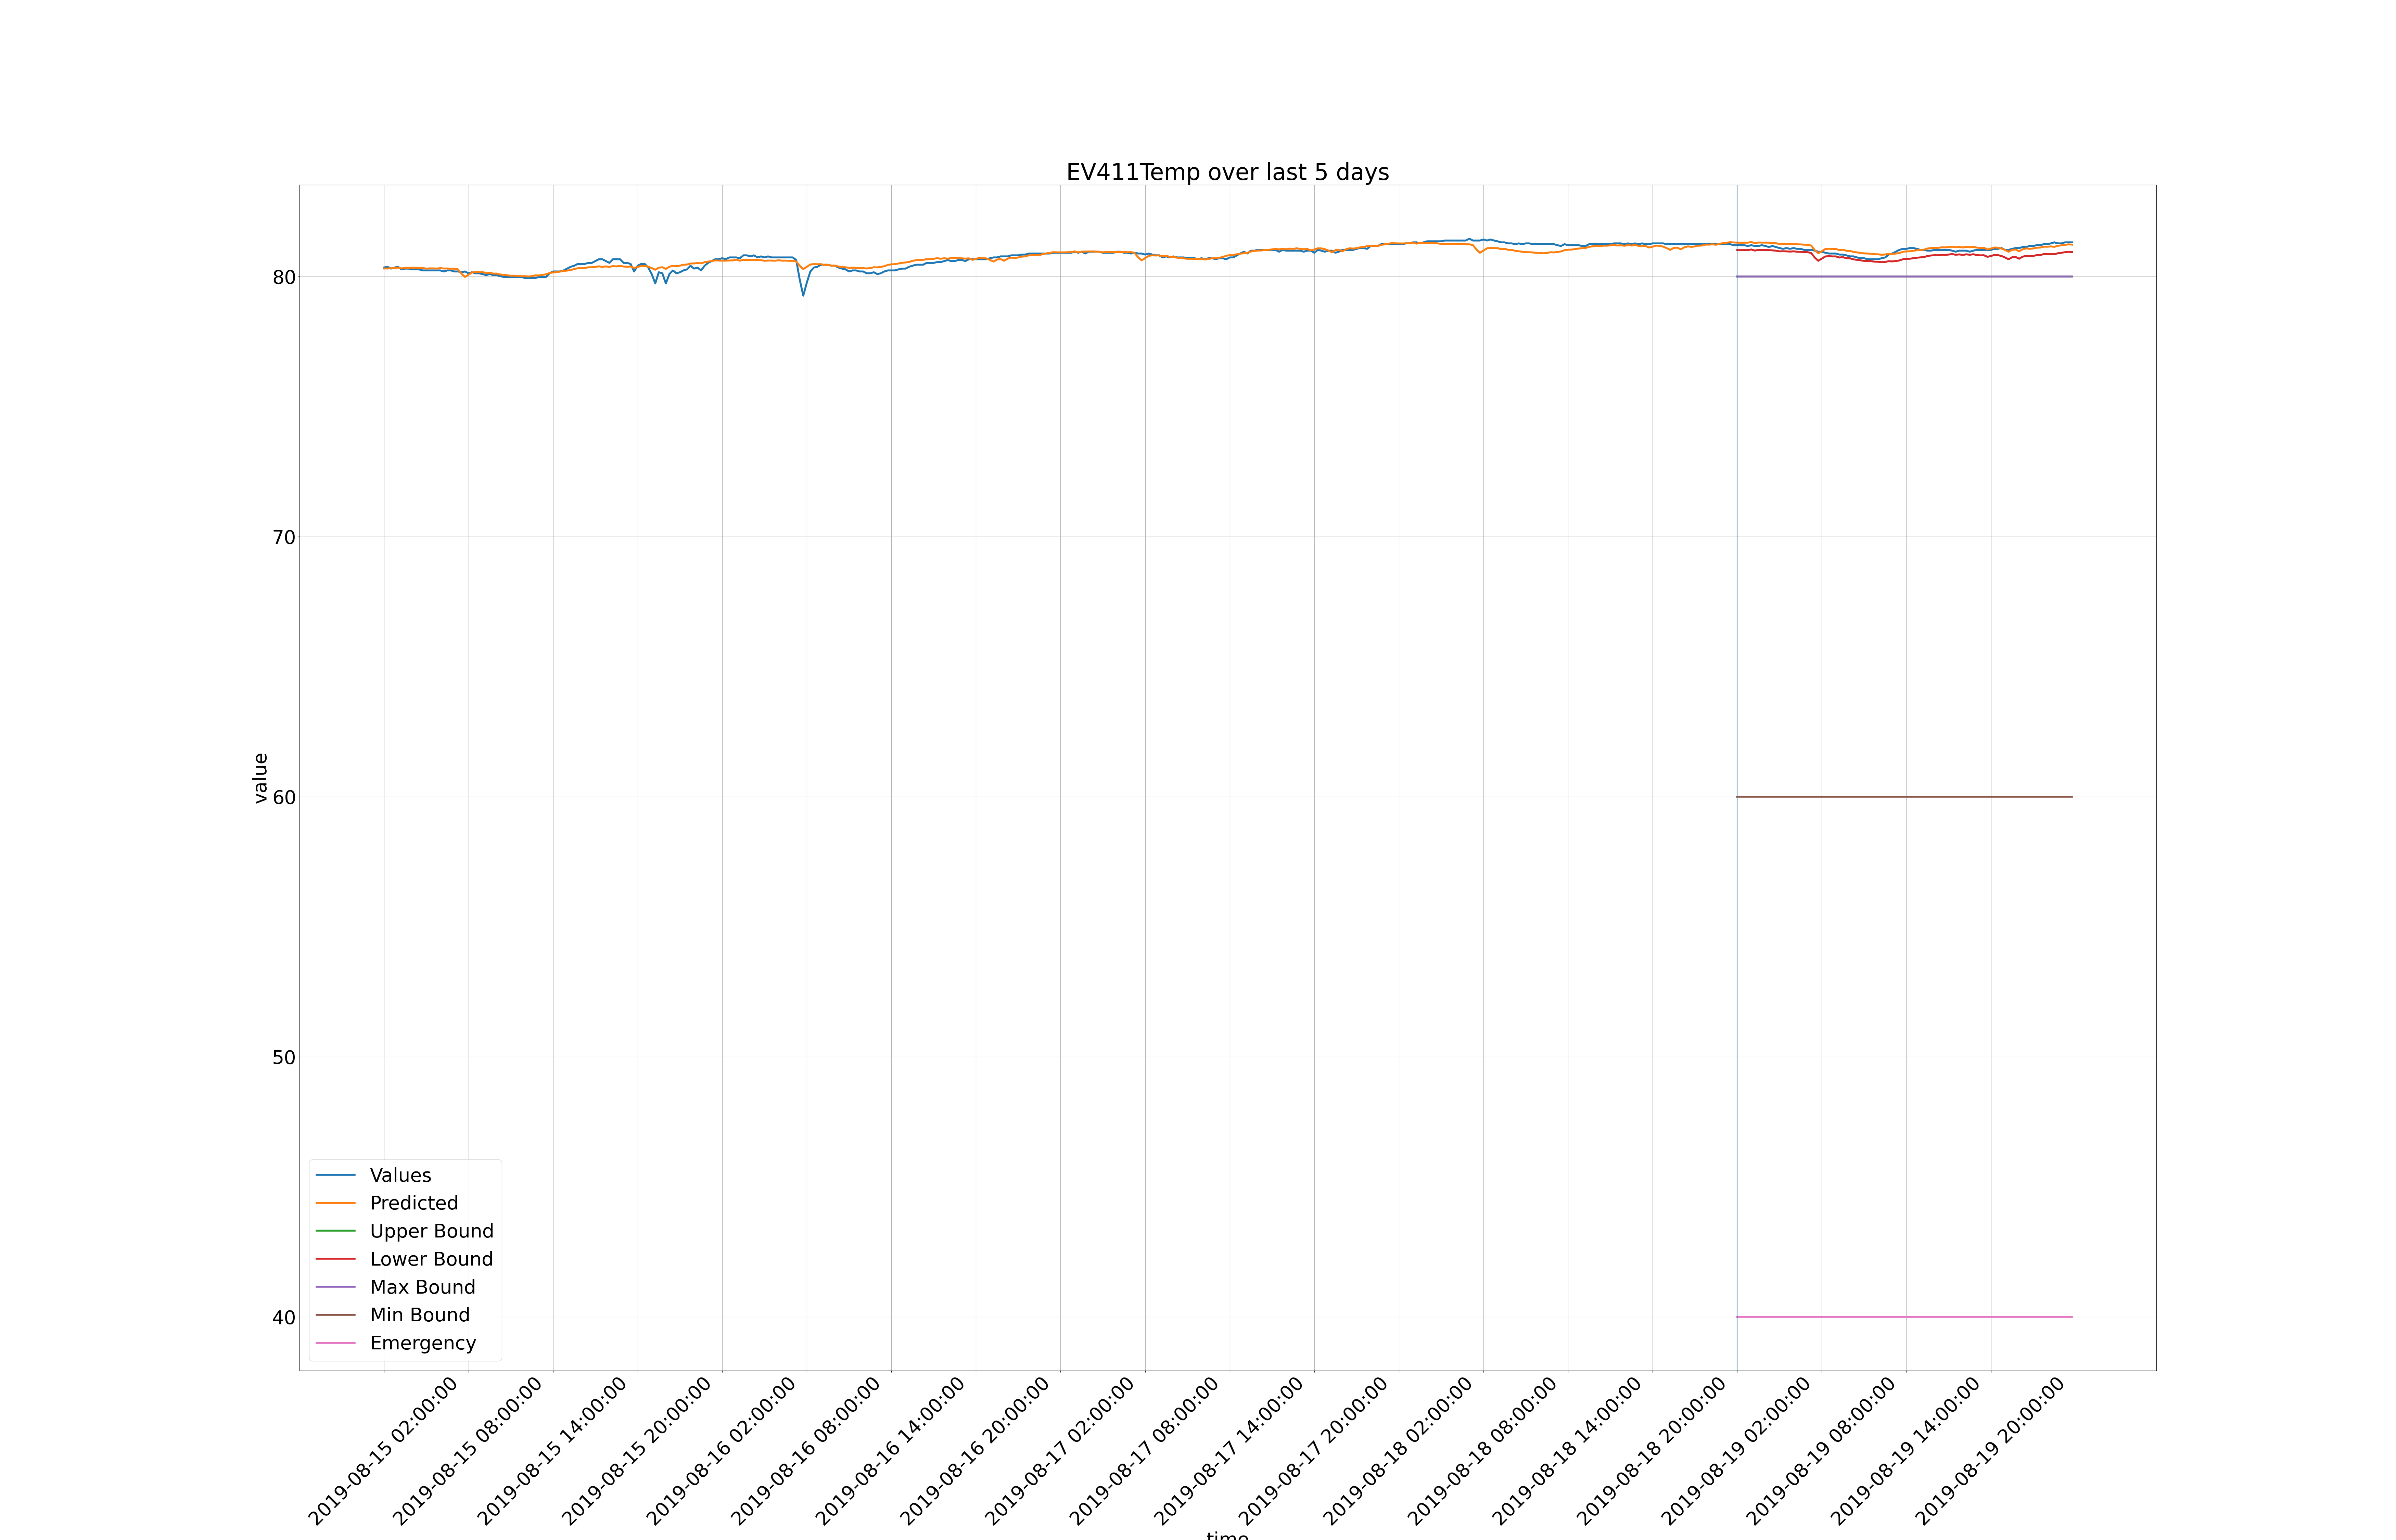 EV411Temp over last 5 days
value
80
70
60
50
40
Values
Predicted
Upper Bound
Lower Bound
Max Bound
Min Bound
Emergency
2019-08-15 02:00:00
2019-08-15 08:00:00
2019-08-15 14:00:00
2019-08-15 20:00:00
2019-08-16 02:00:00
2019-08-16 08:00:00
2019-08-16 14:00:00
2019-08-16 20:00:00
2019-08-17 02:00:00
2019-08-17 08:00:00
2019-08-17 14:00:00
2019-08-17 20:00:00
2019-08-18 02:00:00
2019-08-18 08:00:00
2019-08-18 14:00:00
2019-08-18 20:00:00
2019-08-19 02:00:00
2019-08-19 08:00:00
2019-08-19 14:00:00
2019-08-19 20:00:00
time